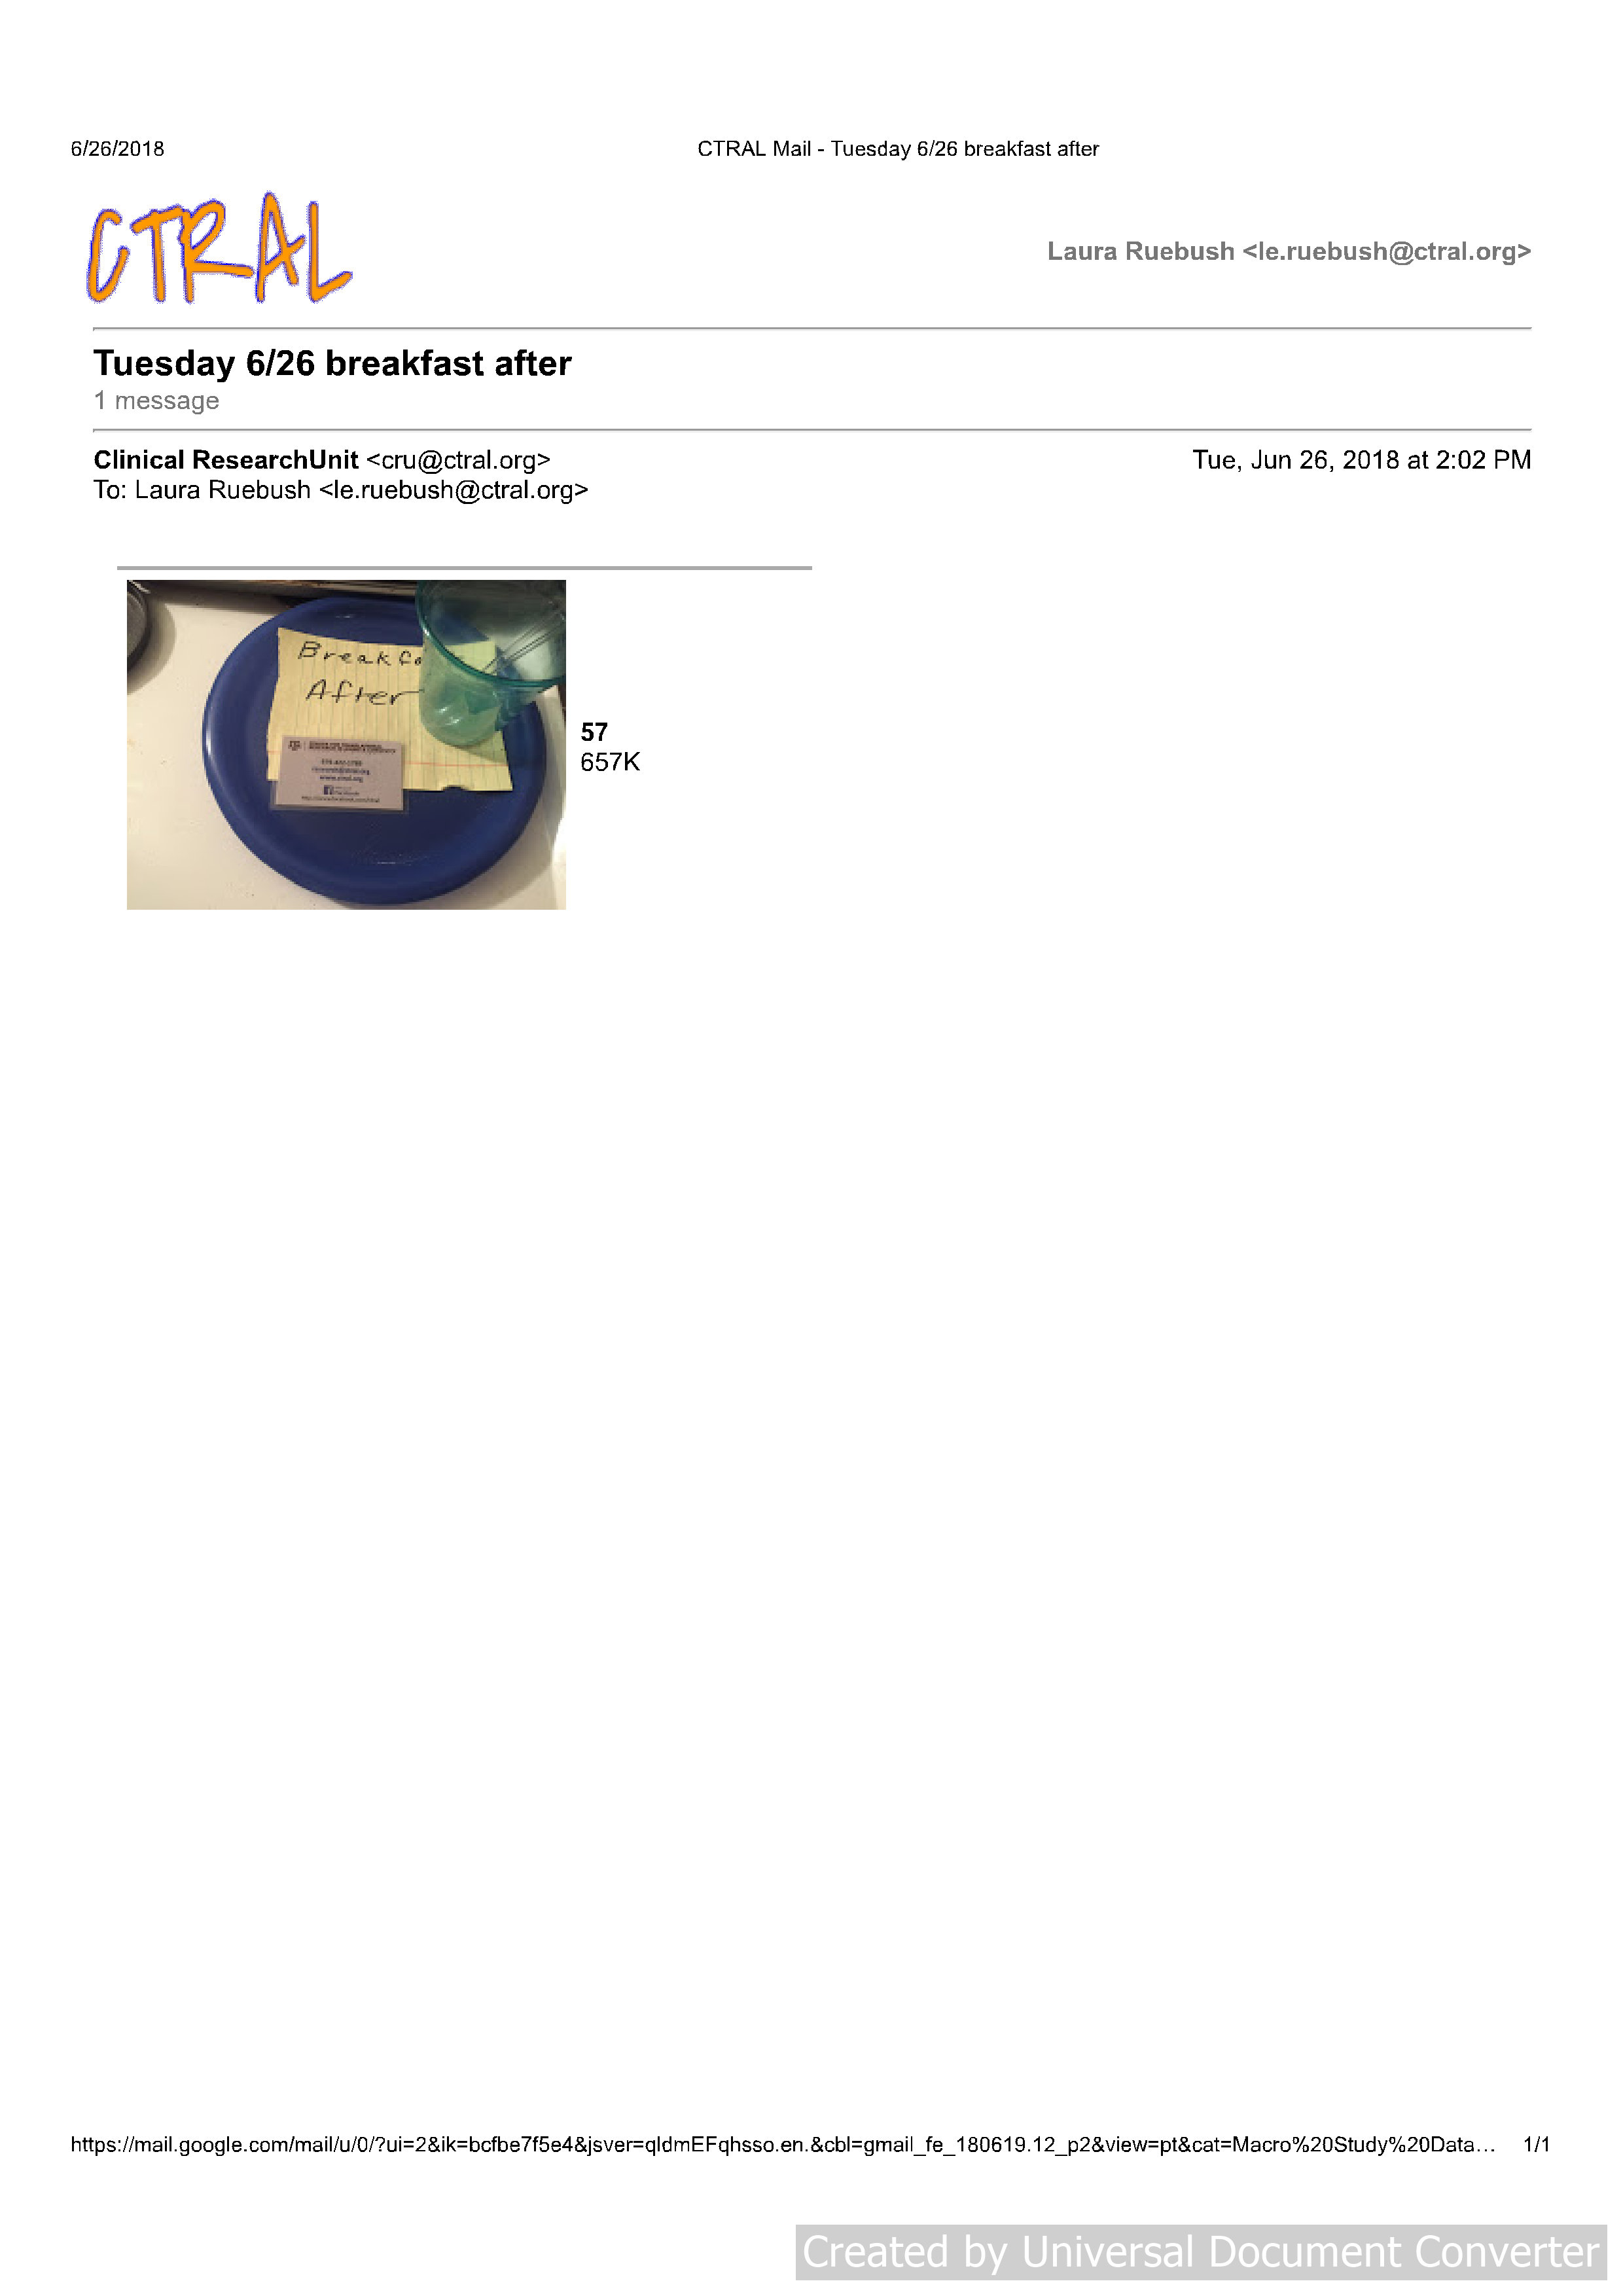 6/26/2018
CTRAL Mail - Tuesday 6/26 breakfast after
CTRAL
Laura Ruebush <le.ruebush@ctral.org>
Tuesday 6/26 breakfast after
1 message
Clinical ResearchUnit <cru@ctral.org>
Tue, Jun 26, 2018 at 2:02 PM
To: Laura Ruebush <le.ruebush@ctral.org>
Breakfa
After
57
657K
https://mail.google.com/mail/u/0/?ui=2&ik=bcfbe7f5e4&jsver=qldmEFqhsso.en.&cbl=gmail_fe_180619.12_p2&view=pt&cat=Macro%20Study%20Data...
1/1
Created by Universal Document Converter